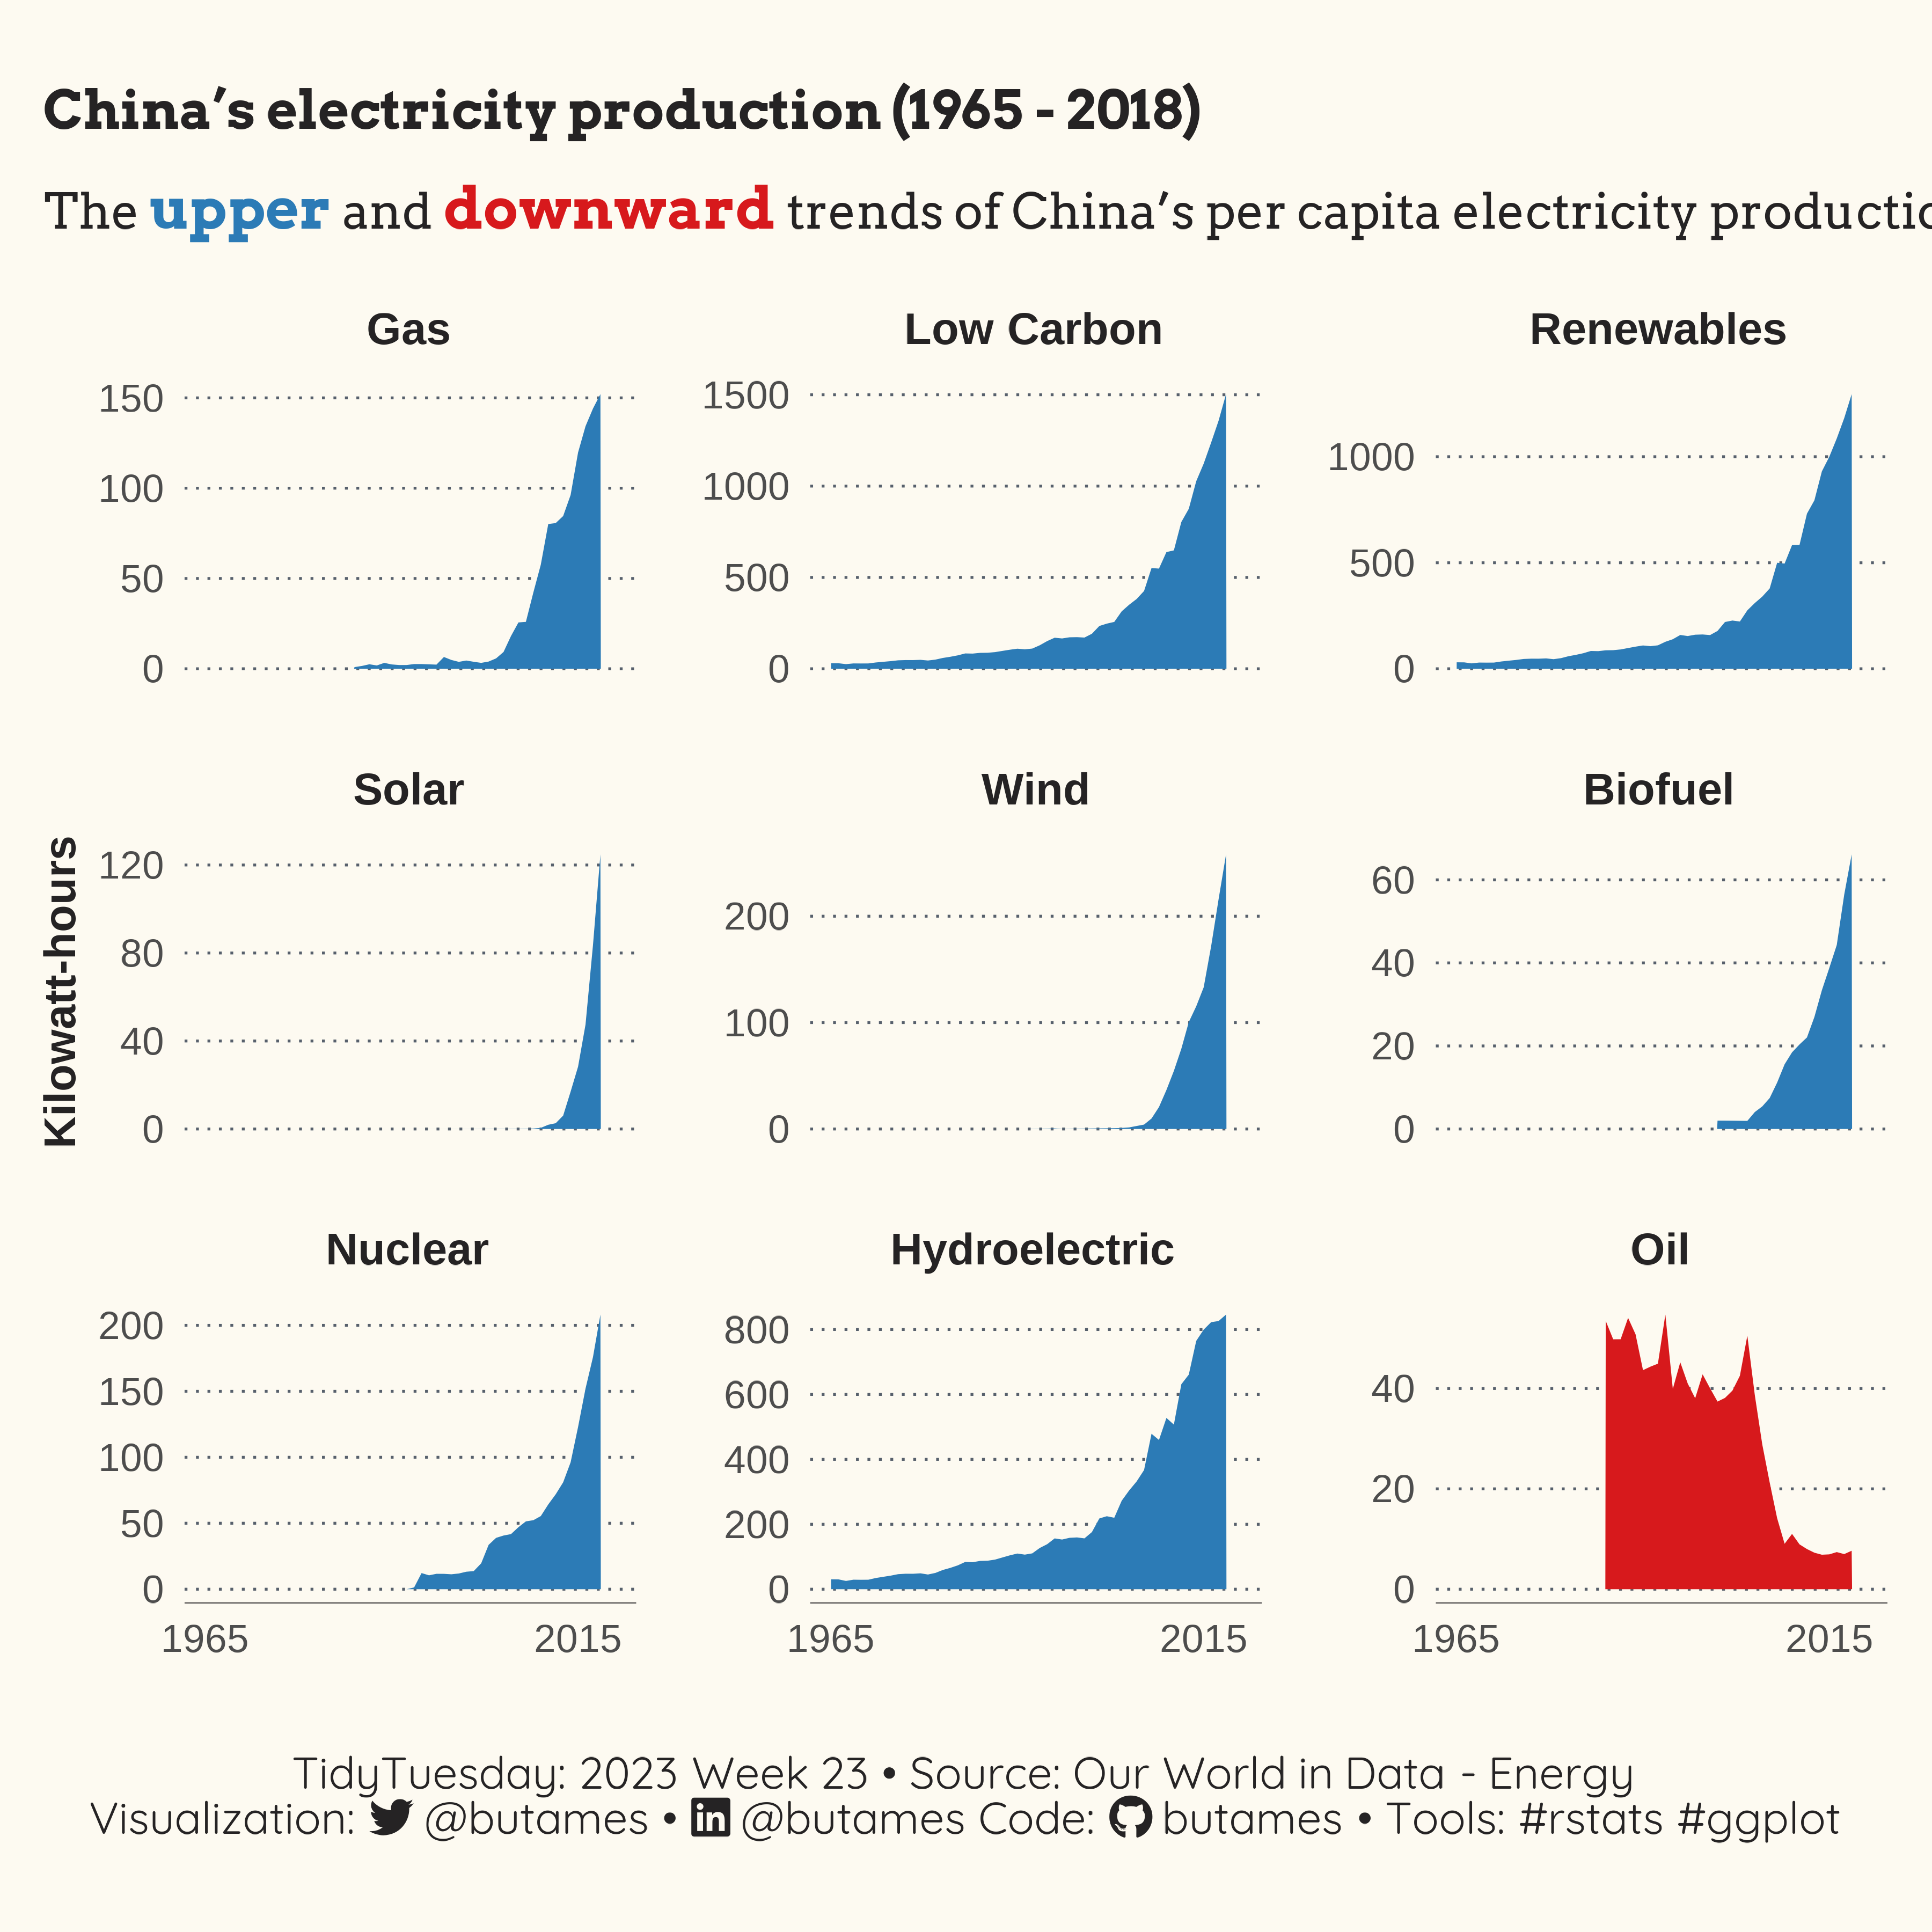 China’s electricity production (1965 - 2018)
The upper and downward trends of China’s per capita electricity productio
Gas
Low Carbon
Renewables
150
100
50
0
1500
1000
500
0
1000
500
0
Solar
Wind
Biofuel
Kilowatt-hours
120
80
40
0
200
100
0
60
40
20
0
Nuclear
Hydroelectric
Oil
200
150
100
50
0
800
600
400
200
0
40
20
0
1965 2015
1965 2015
1965 2015
TidyTuesday: 2023 Week 23 • Source: Our World in Data - Energy
Visualization: @butames • @butames Code: butames • Tools: #rstats #ggplot